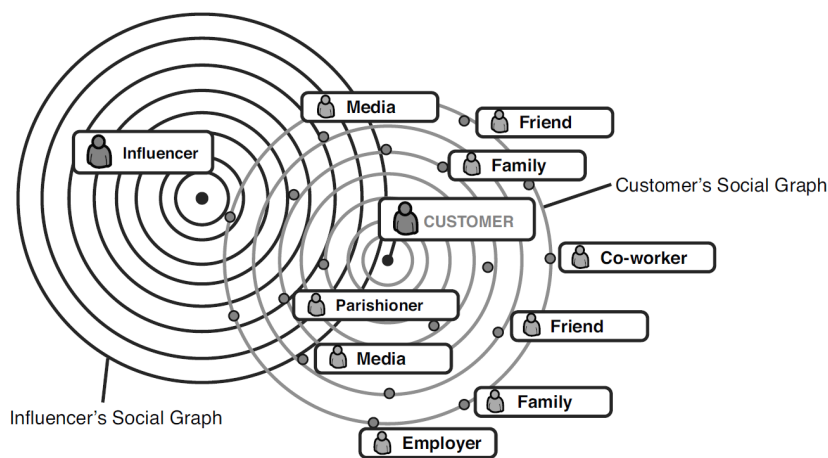 Media
Friend
Influencer
Family
Customer's Social Graph
CUSTOMER
Co-worker
Parishioner
Friend
Media
Family
Influencer's Social Graph
Employer